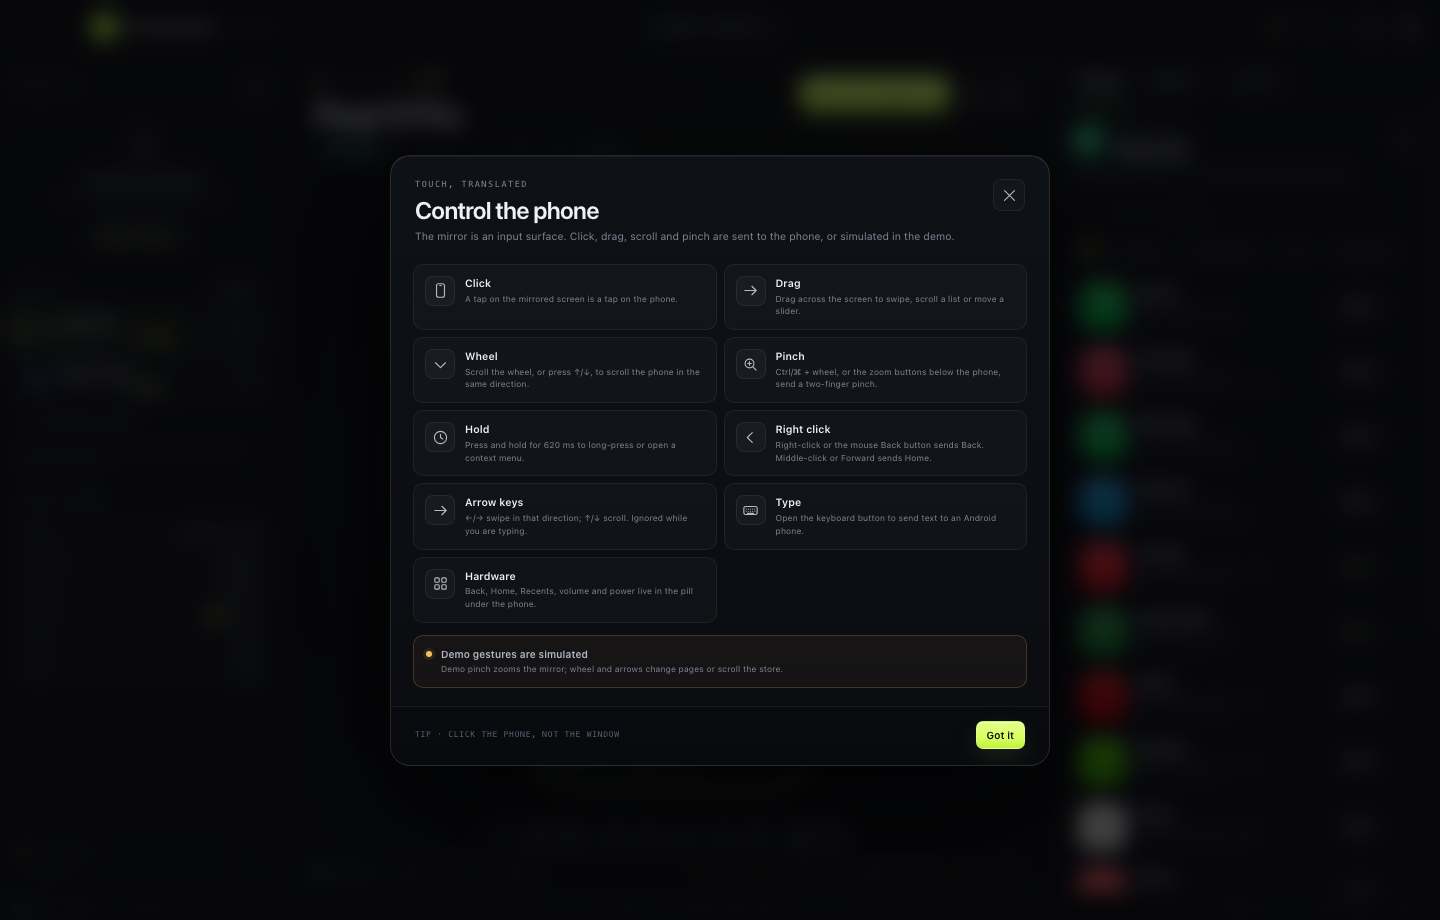 TOUCH, TRANSLATED
Control the phone
The mirror is an input surface. Click, drag, scroll and pinch are sent to the phone, or simulated in the demo.
Click
A tap on the mirrored screen is a tap on the phone.
Drag
Drag across the screen to swipe, scroll a list or move a
slider.
Wheel
Scroll the wheel, or press ↑/↓, to scroll the phone in the
same direction.
Pinch
Ctrl/⌘ + wheel, or the zoom buttons below the phone,
send a two-finger pinch.
Hold
Press and hold for 620 ms to long-press or open a
context menu.
Right click
Right-click or the mouse Back button sends Back.
Middle-click or Forward sends Home.
Arrow keys
←/→ swipe in that direction; ↑/↓ scroll. Ignored while
you are typing.
Type
Open the keyboard button to send text to an Android
phone.
Hardware
Back, Home, Recents, volume and power live in the pill
under the phone.
Demo gestures are simulated
Demo pinch zooms the mirror; wheel and arrows change pages or scroll the store.
TIP · CLICK THE PHONE, NOT THE WINDOW
Got it